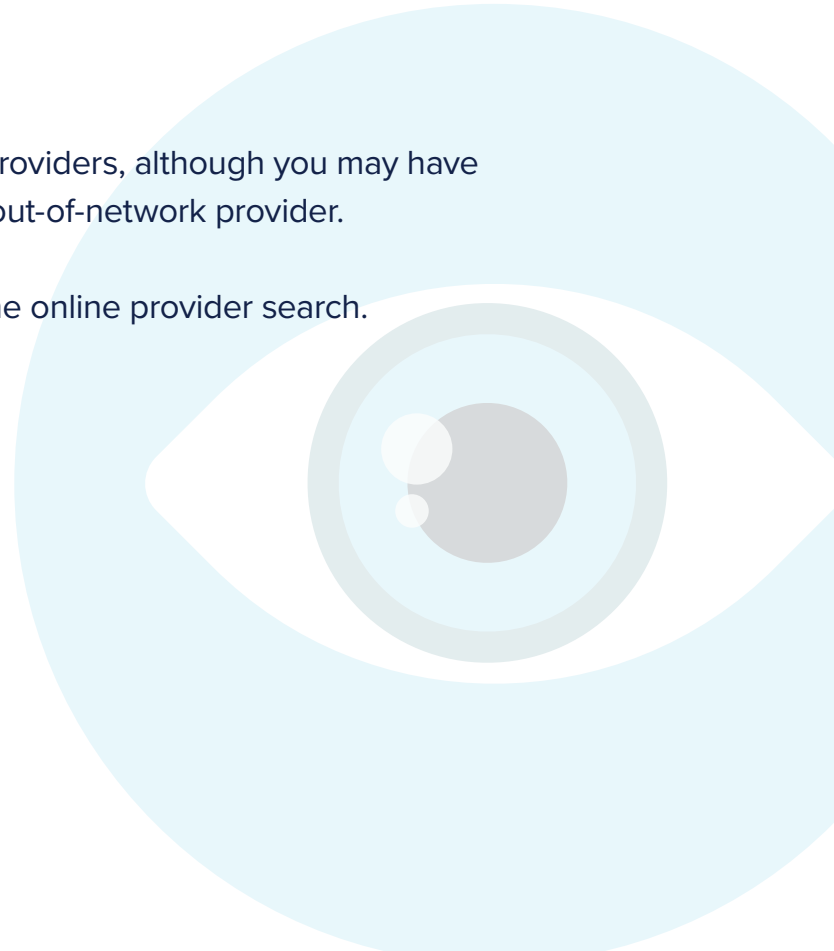 roviders, although you may have
out-of-network provider.
e online provider search.